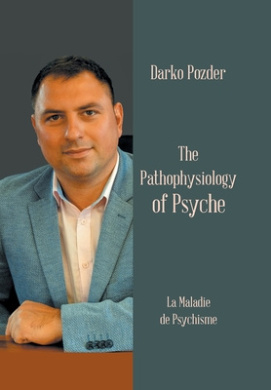 Darko Pozder
The
Pathophysiology
of Psyche
La Maladie
de Psychisme